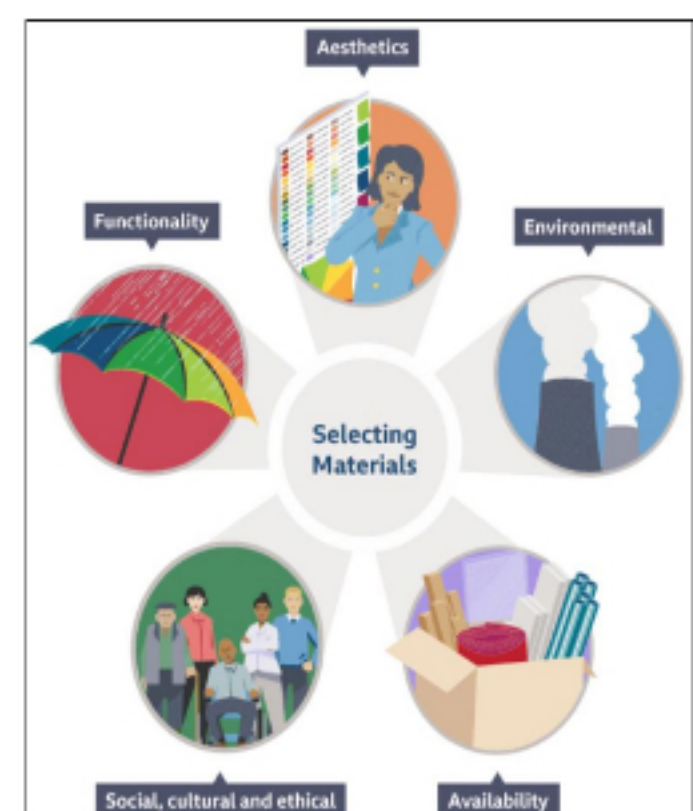 Aesthetics
Functionality
Environmental
Selecting
Materials
Social, cultural and ethical
Availability